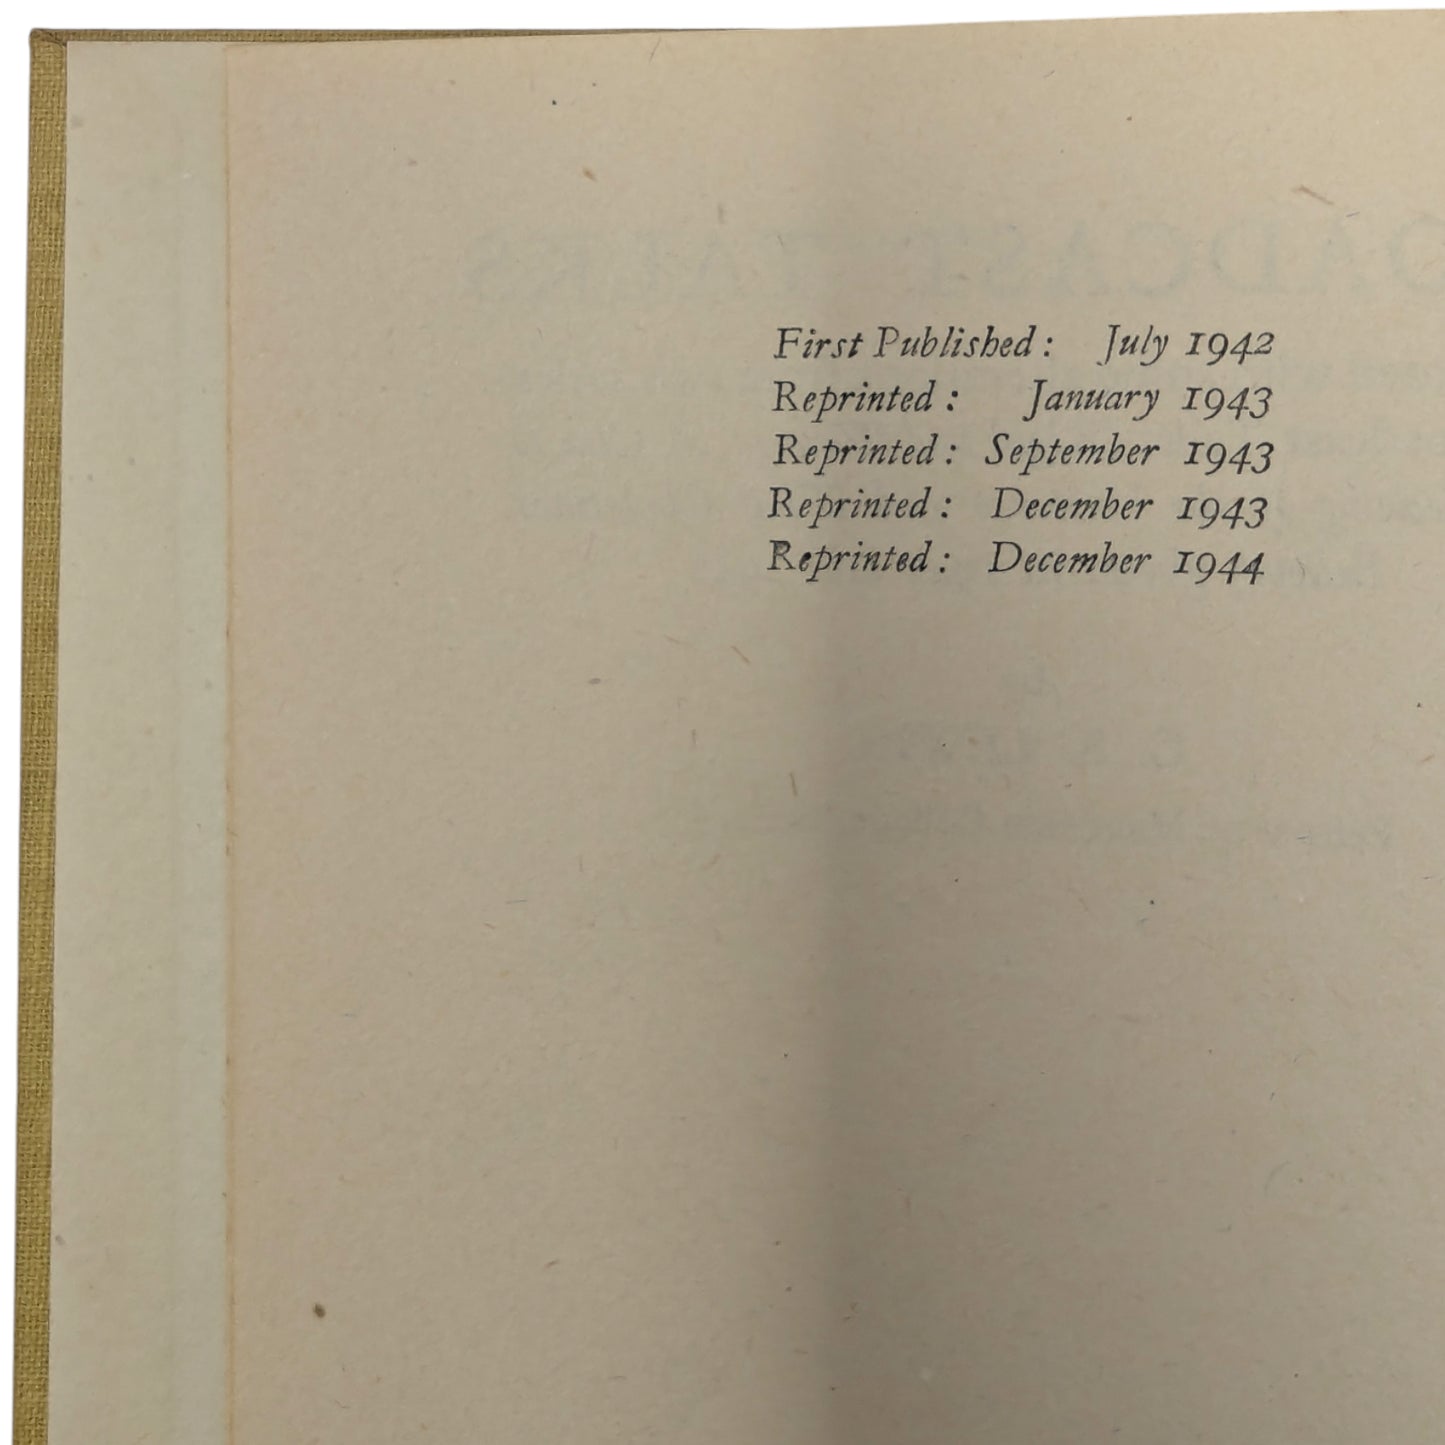 First Published: July 1942
Reprinted: January 1943
Reprinted: September 1943
Reprinted: December 1943
Reprinted: December 1944